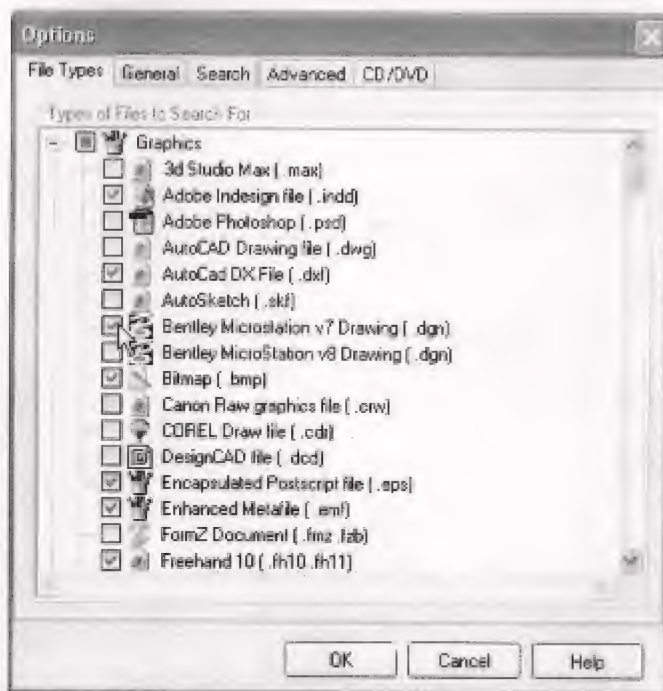 Options
File Types General Search Advanced CD/DVD
Types of Files to Search For
Graphics
3d Studio Max ( .max)
Adobe Indesign file ( .indd)
Adobe Photoshop ( .psd)
AutoCAD Drawing file ( .dwg)
AutoCad DX File ( .dxf)
AutoSketch ( .skf)
Bentley Microstation v7 Drawing ( .dgn)
Bentley MicroStation v8 Drawing ( .dgn)
Bitmap ( .bmp)
Canon Raw graphics file ( .crw)
COREL Draw file ( .cdr)
DesignCAD file ( .dcd)
Encapsulated Postscript file ( .eps)
Enhanced Metafile ( .emf)
FormZ Document ( .fmz .fzb)
Freehand 10 ( .fh10 .fh11)
OK Cancel Help